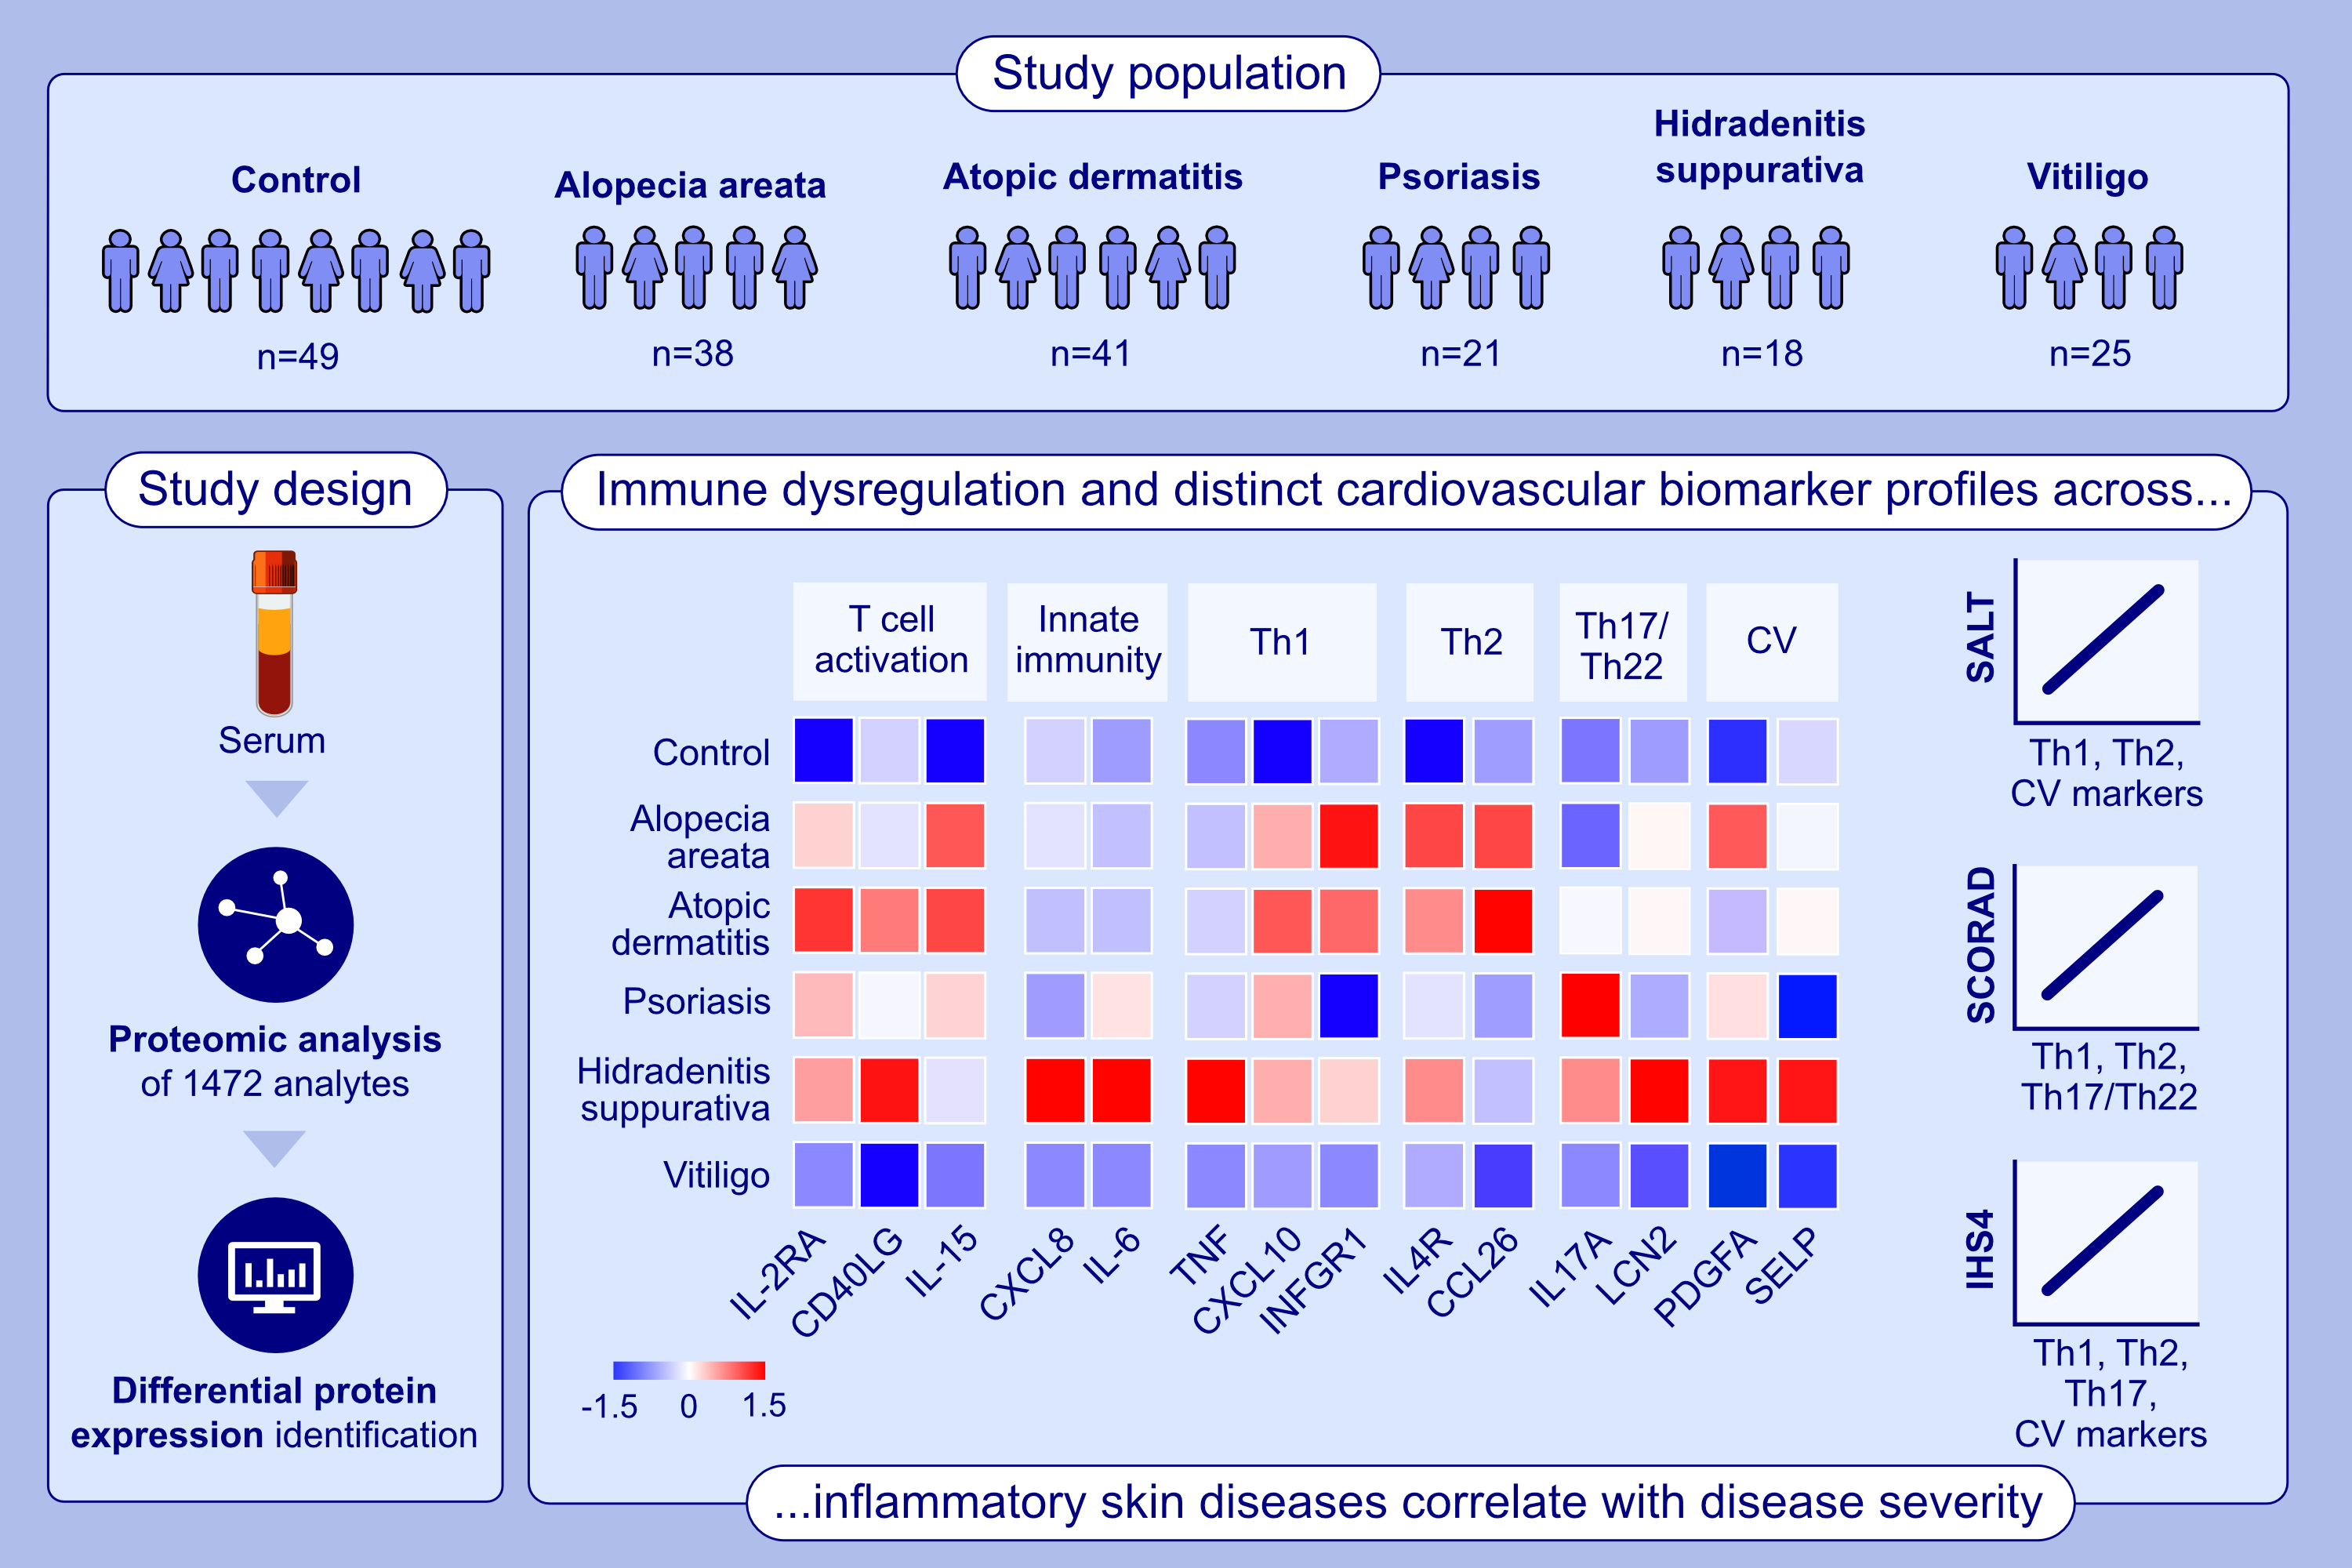 Study population
Control
Alopecia areata
Atopic dermatitis
Psoriasis
Hidradenitis
suppurativa
Vitiligo
n=49
n=38
n=41
n=21
n=18
n=25
Study design
Serum
Proteomic analysis
of 1472 analytes
Differential protein
expression identification
Immune dysregulation and distinct cardiovascular biomarker profiles across...
T cell
activation
Innate
immunity
Th1
Th2
Th17/
Th22
CV
Control
Alopecia
areata
Atopic
dermatitis
Psoriasis
Hidradenitis
suppurativa
Vitiligo
IL-2RA
CD40LG
IL-15
CXCL8
IL-6
TNF
CXCL10
INFGR1
IL4R
CCL26
IL17A
LCN2
PDGFA
SELP
-1.5
0
1.5
SALT
Th1, Th2,
CV markers
SCORAD
Th1, Th2,
Th17/Th22
IHS4
Th1, Th2,
Th17,
CV markers
...inflammatory skin diseases correlate with disease severity